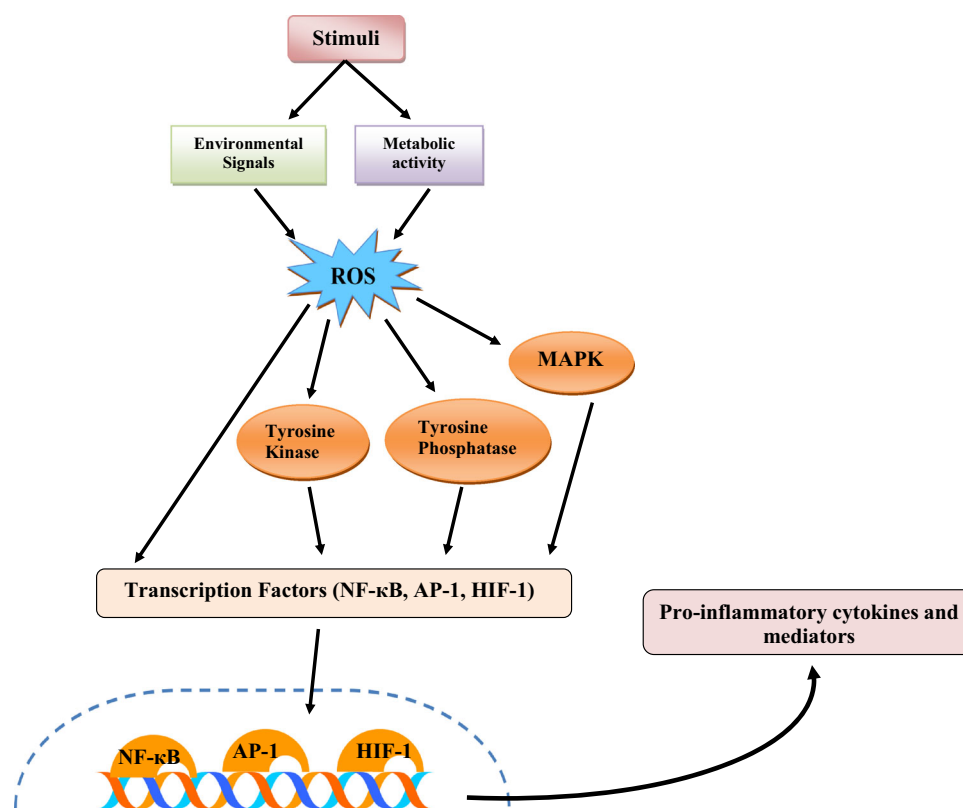 Stimuli
Environmental
Signals
Metabolic
activity
ROS
MAPK
Tyrosine
Kinase
Tyrosine
Phosphatase
Transcription Factors (NF-κB, AP-1, HIF-1)
Pro-inflammatory cytokines and
mediators
NF-κB
AP-1
HIF-1